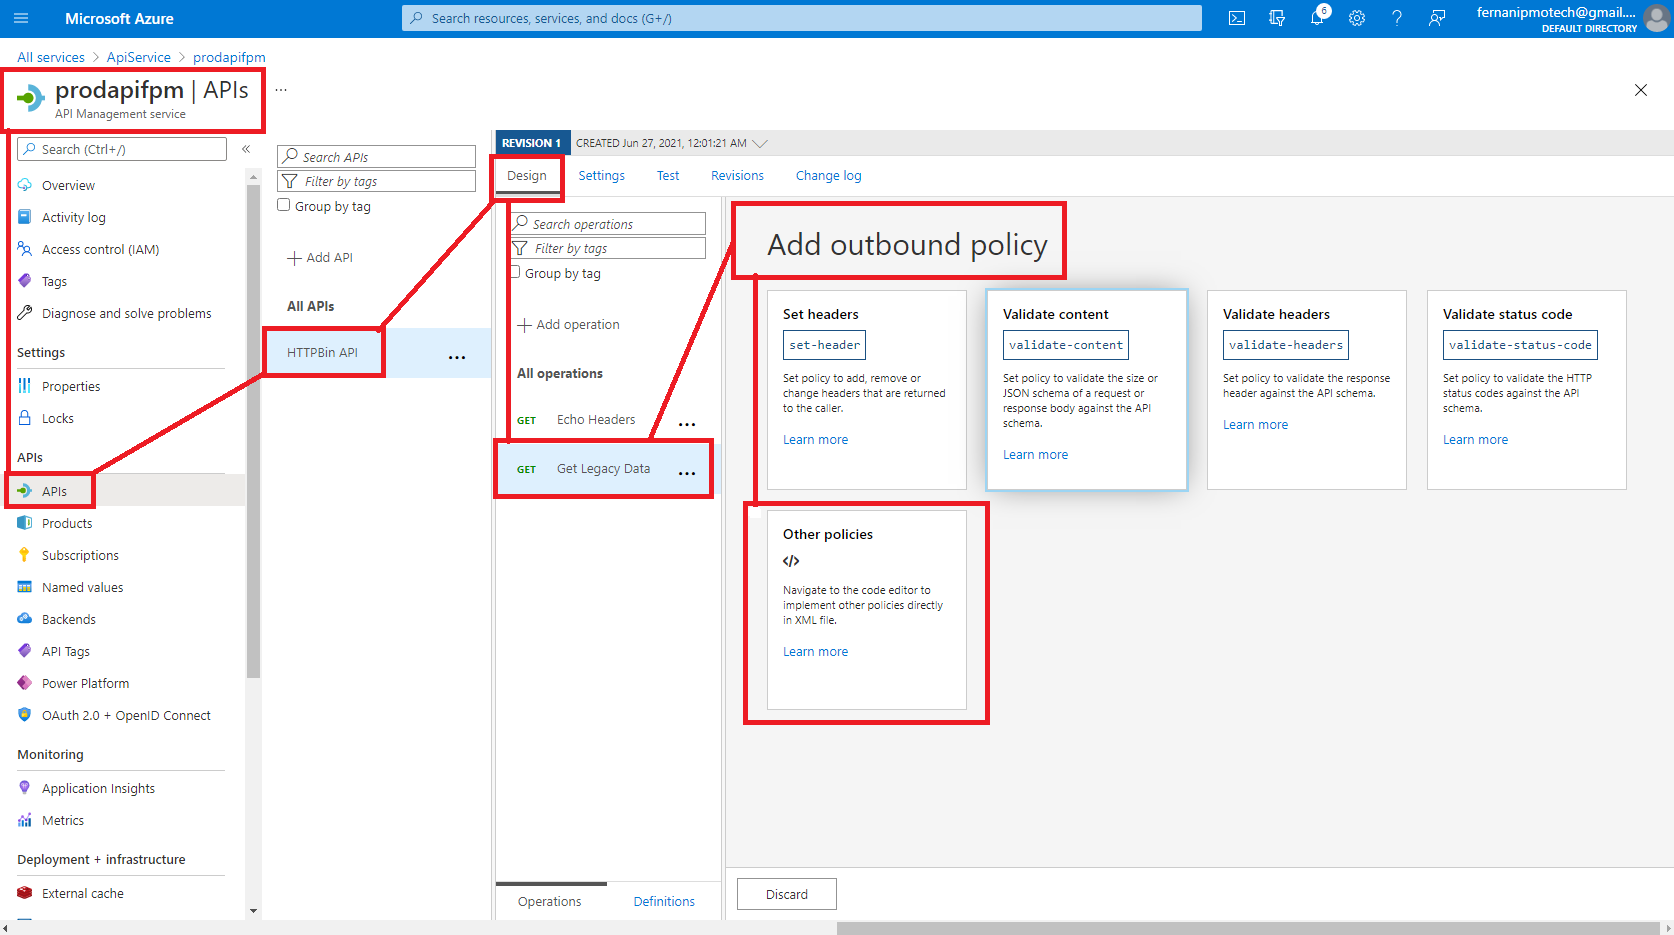 Microsoft Azure
Search resources, services, and docs (G+/)
6
fernanipmotech@gmail....
DEFAULT DIRECTORY
All services > ApiService > prodapifpm
prodapifpm | APIs
...
API Management service
Search (Ctrl+/)
«
Overview
Activity log
Access control (IAM)
Tags
Diagnose and solve problems
Settings
Properties
Locks
APIs
APIs
Products
Subscriptions
Named values
Backends
API Tags
Power Platform
OAuth 2.0 + OpenID Connect
Monitoring
Application Insights
Metrics
Deployment + infrastructure
External cache
Search APIs
Filter by tags
Group by tag
+ Add API
All APIs
HTTPBin API
...
REVISION 1
CREATED Jun 27, 2021, 12:01:21 AM
Design
Settings
Test
Revisions
Change log
Search operations
Filter by tags
Group by tag
+ Add operation
All operations
GET Echo Headers ...
GET Get Legacy Data ...
Operations
Definitions
Add outbound policy
Set headers
set-header
Set policy to add, remove or
change headers that are returned
to the caller.
Learn more
Validate content
validate-content
Set policy to validate the size or
JSON schema of a request or
response body against the API
schema.
Learn more
Validate headers
validate-headers
Set policy to validate the response
header against the API schema.
Learn more
Validate status code
validate-status-code
Set policy to validate the HTTP
status codes against the API
schema.
Learn more
Other policies
</>
Navigate to the code editor to
implement other policies directly
in XML file.
Learn more
Discard